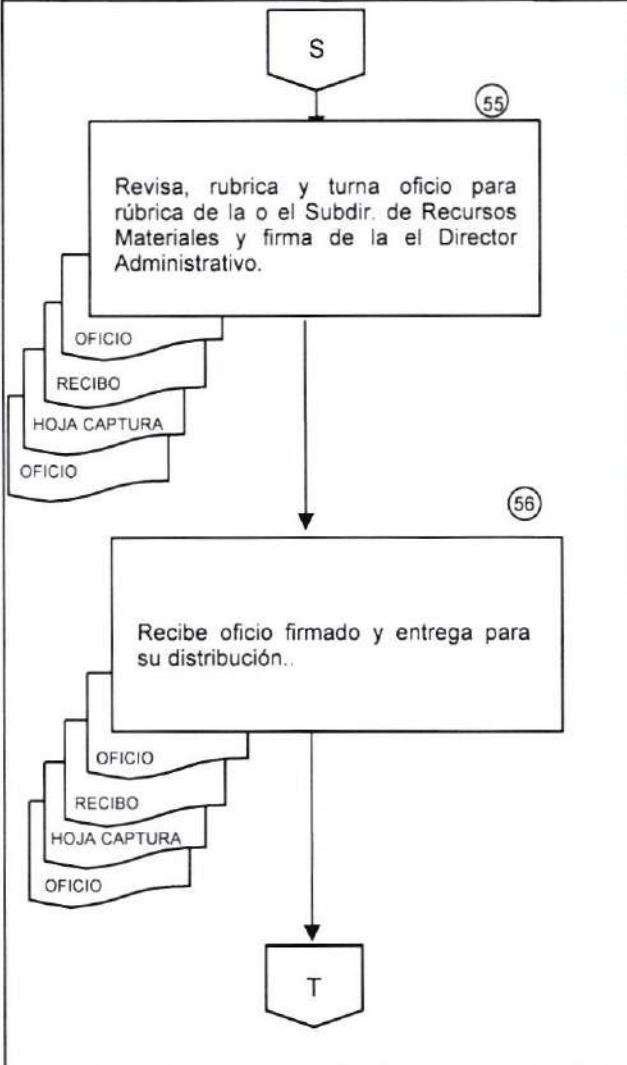 S
55
Revisa, rubrica y turna oficio para
rúbrica de la o el Subdir. de Recursos
Materiales y firma de la el Director
Administrativo.
OFICIO
RECIBO
HOJA CAPTURA
OFICIO
56
Recibe oficio firmado y entrega para
su distribución..
OFICIO
RECIBO
HOJA CAPTURA
OFICIO
T